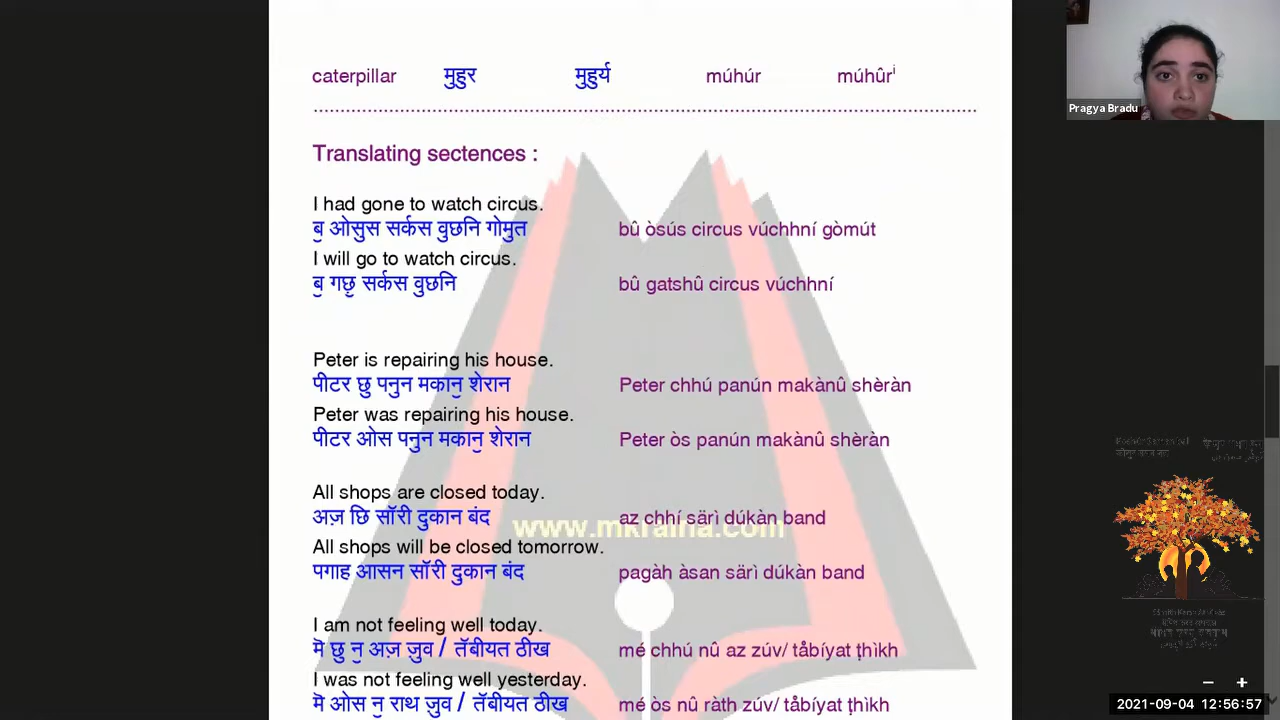 caterpillar मुहुर मुहुर्य múhúr múhûrⁱ
Translating sectences :
I had gone to watch circus.
ब॒ ओसुस सर्कस वुछनि गोमुत bû òsús circus vúchhní gòmút
I will go to watch circus.
ब॒ गछ़॒ सर्कस वुछनि bû gatshû circus vúchhní
Peter is repairing his house.
पीटर छु पनुन मकान॒ शेरान Peter chhú panún makànû shèràn
Peter was repairing his house.
पीटर ओस पनुन मकान॒ शेरान Peter òs panún makànû shèràn
All shops are closed today.
अज़ छि सॉरी दुकान बंद az chhí särì dúkàn band
All shops will be closed tomorrow.
पगाह आसन सॉरी दुकान बंद pagàh àsan särì dúkàn band
I am not feeling well today.
मॆ छु न॒ अज़ ज़ुव / तॅबीयत ठीख mé chhú nû az zúv/ tåbíyat ṭhìkh
I was not feeling well yesterday.
मॆ ओस न॒ राथ ज़ुव / तॅबीयत ठीख mé òs nû ràth zúv/ tåbíyat ṭhìkh
www.mkraina.com
Pragya Bradu
2021-09-04 12:56:57